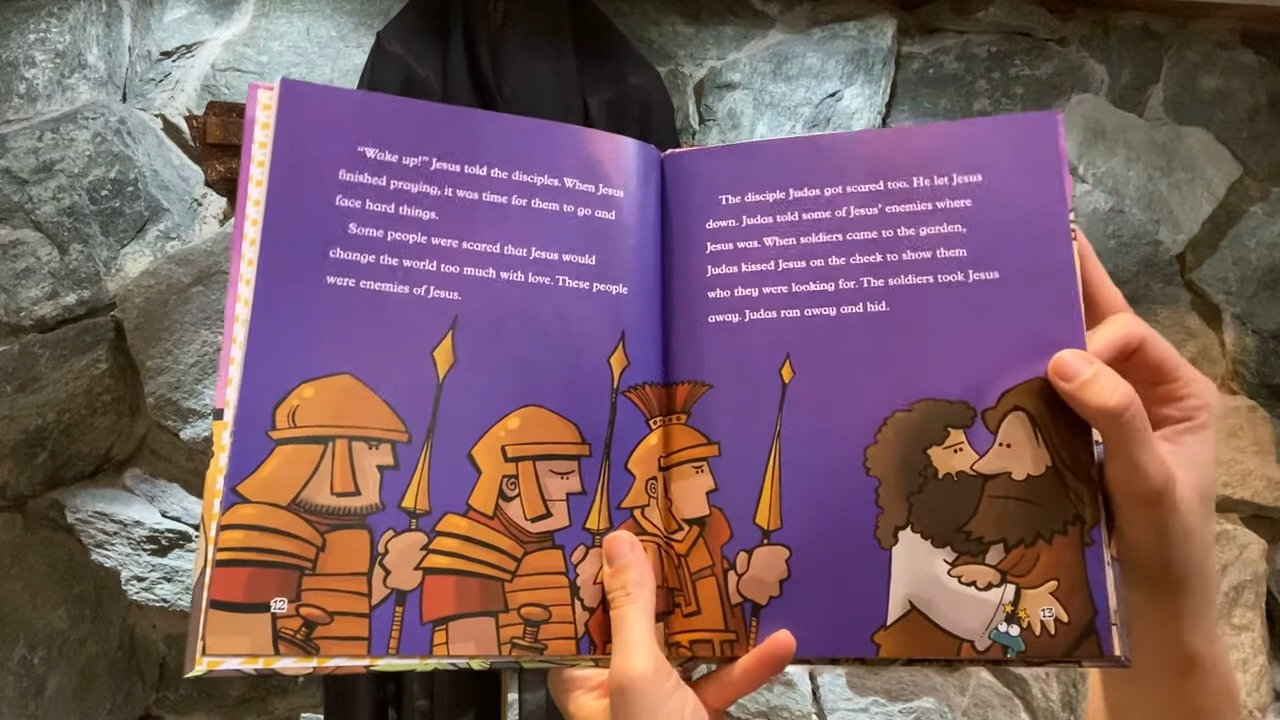 “Wake up!” Jesus told the disciples. When Jesus
finished praying, it was time for them to go and
face hard things.
Some people were scared that Jesus would
change the world too much with love. These people
were enemies of Jesus.
12
The disciple Judas got scared too. He let Jesus
down. Judas told some of Jesus’ enemies where
Jesus was. When soldiers came to the garden,
Judas kissed Jesus on the cheek to show them
who they were looking for. The soldiers took Jesus
away. Judas ran away and hid.
13